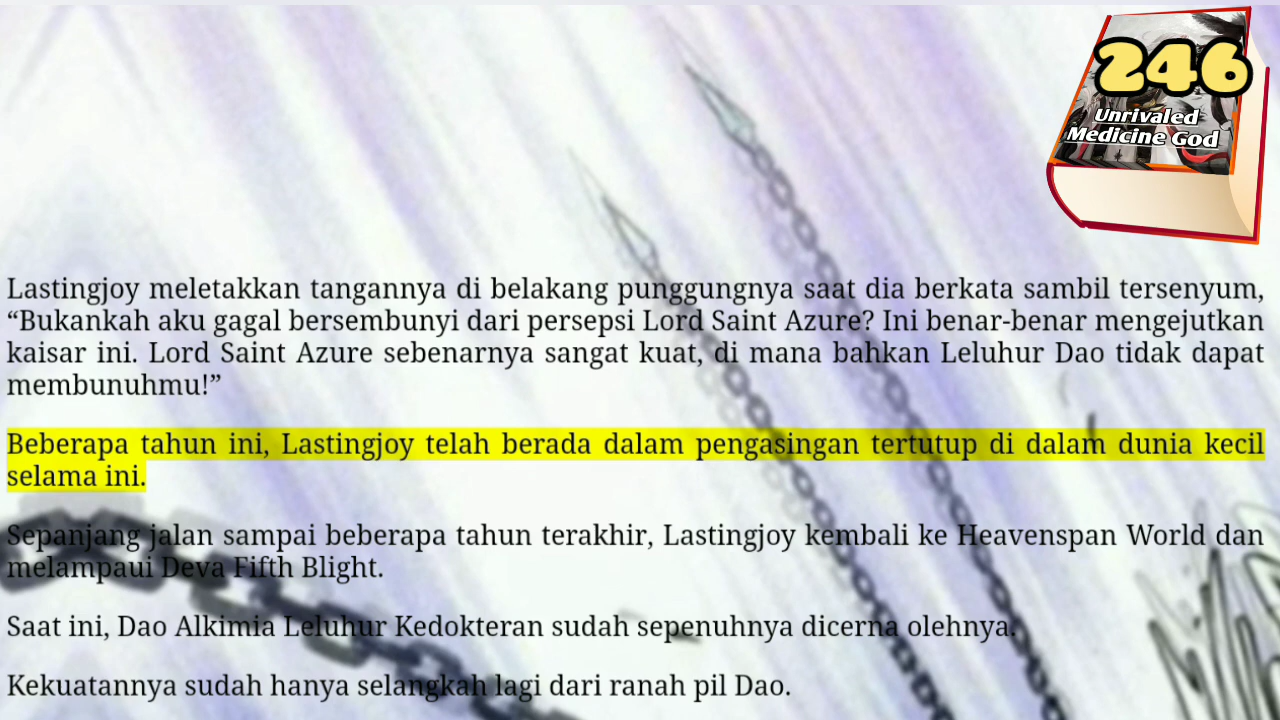 246
Unrivaled
Medicine God
Lastingjoy meletakkan tangannya di belakang punggungnya saat dia berkata sambil tersenyum,
“Bukankah aku gagal bersembunyi dari persepsi Lord Saint Azure? Ini benar-benar mengejutkan
kaisar ini. Lord Saint Azure sebenarnya sangat kuat, di mana bahkan Leluhur Dao tidak dapat
membunuhmu!”
Beberapa tahun ini, Lastingjoy telah berada dalam pengasingan tertutup di dalam dunia kecil
selama ini.
Sepanjang jalan sampai beberapa tahun terakhir, Lastingjoy kembali ke Heavenspan World dan
melampaui Deva Fifth Blight.
Saat ini, Dao Alkimia Leluhur Kedokteran sudah sepenuhnya dicerna olehnya.
Kekuatannya sudah hanya selangkah lagi dari ranah pil Dao.